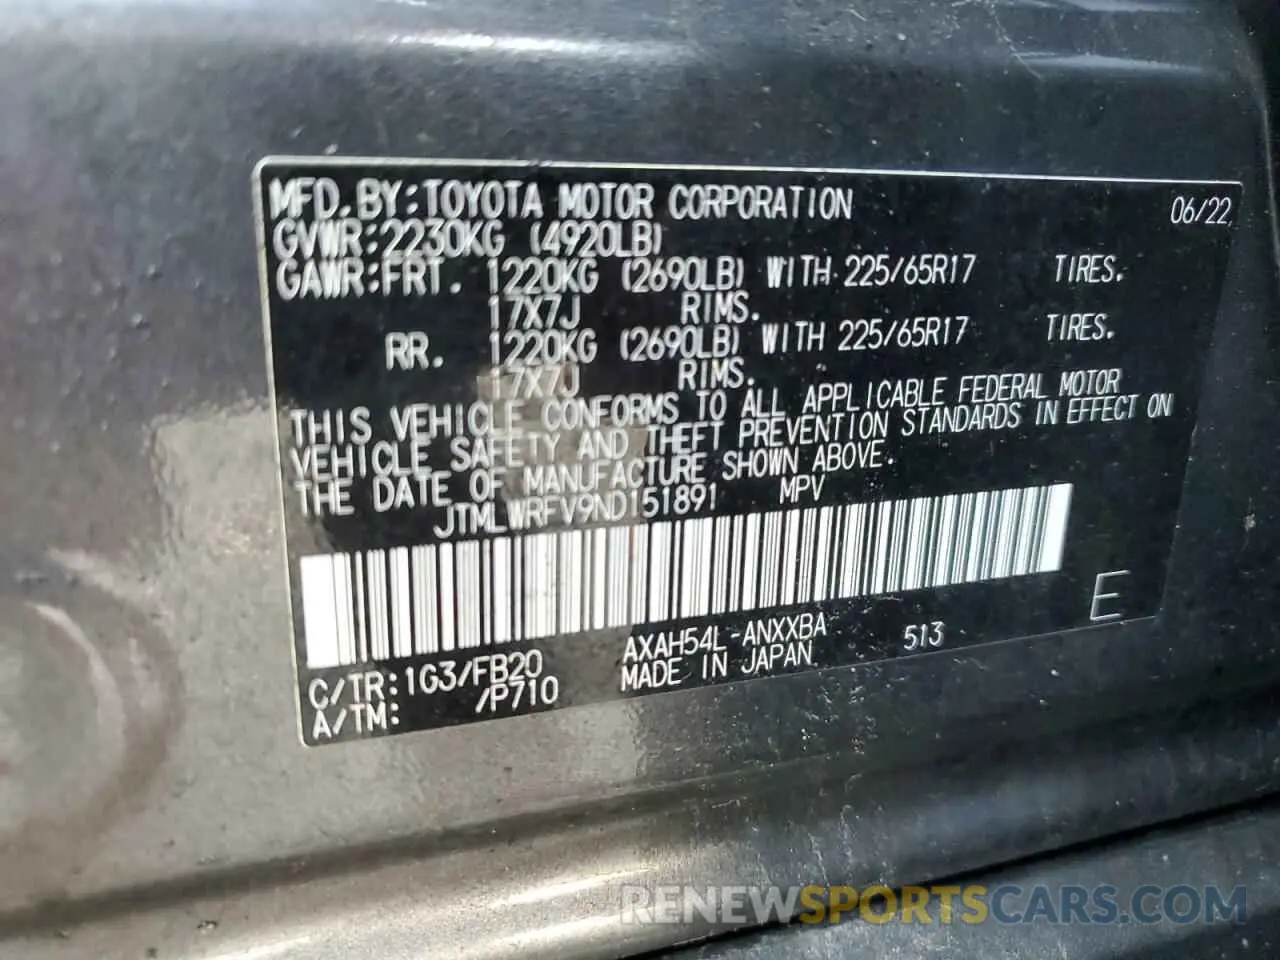 MFD.BY:TOYOTA MOTOR CORPORATION 06/22
GVWR:2230KG (4920LB)
GAWR:FRT. 1220KG (2690LB) WITH 225/65R17 TIRES.
17X7J RIMS.
RR. 1220KG (2690LB) WITH 225/65R17 TIRES.
17X7J RIMS.
THIS VEHICLE CONFORMS TO ALL APPLICABLE FEDERAL MOTOR
VEHICLE SAFETY AND THEFT PREVENTION STANDARDS IN EFFECT ON
THE DATE OF MANUFACTURE SHOWN ABOVE.
JTMLWRFV9ND151891 MPV
E
C/TR:1G3/FB20 AXAH54L-ANXXBA 513
A/TM: /P710 MADE IN JAPAN
RENEWSPORTSCARS.COM